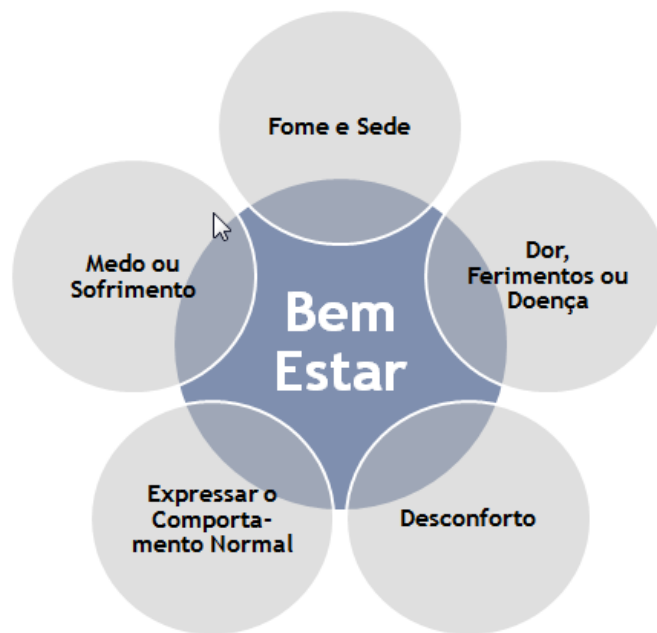 Fome e Sede
Medo ou
Sofrimento
Dor,
Ferimentos ou
Doença
Bem
Estar
Expressar o
Comporta-
mento Normal
Desconforto